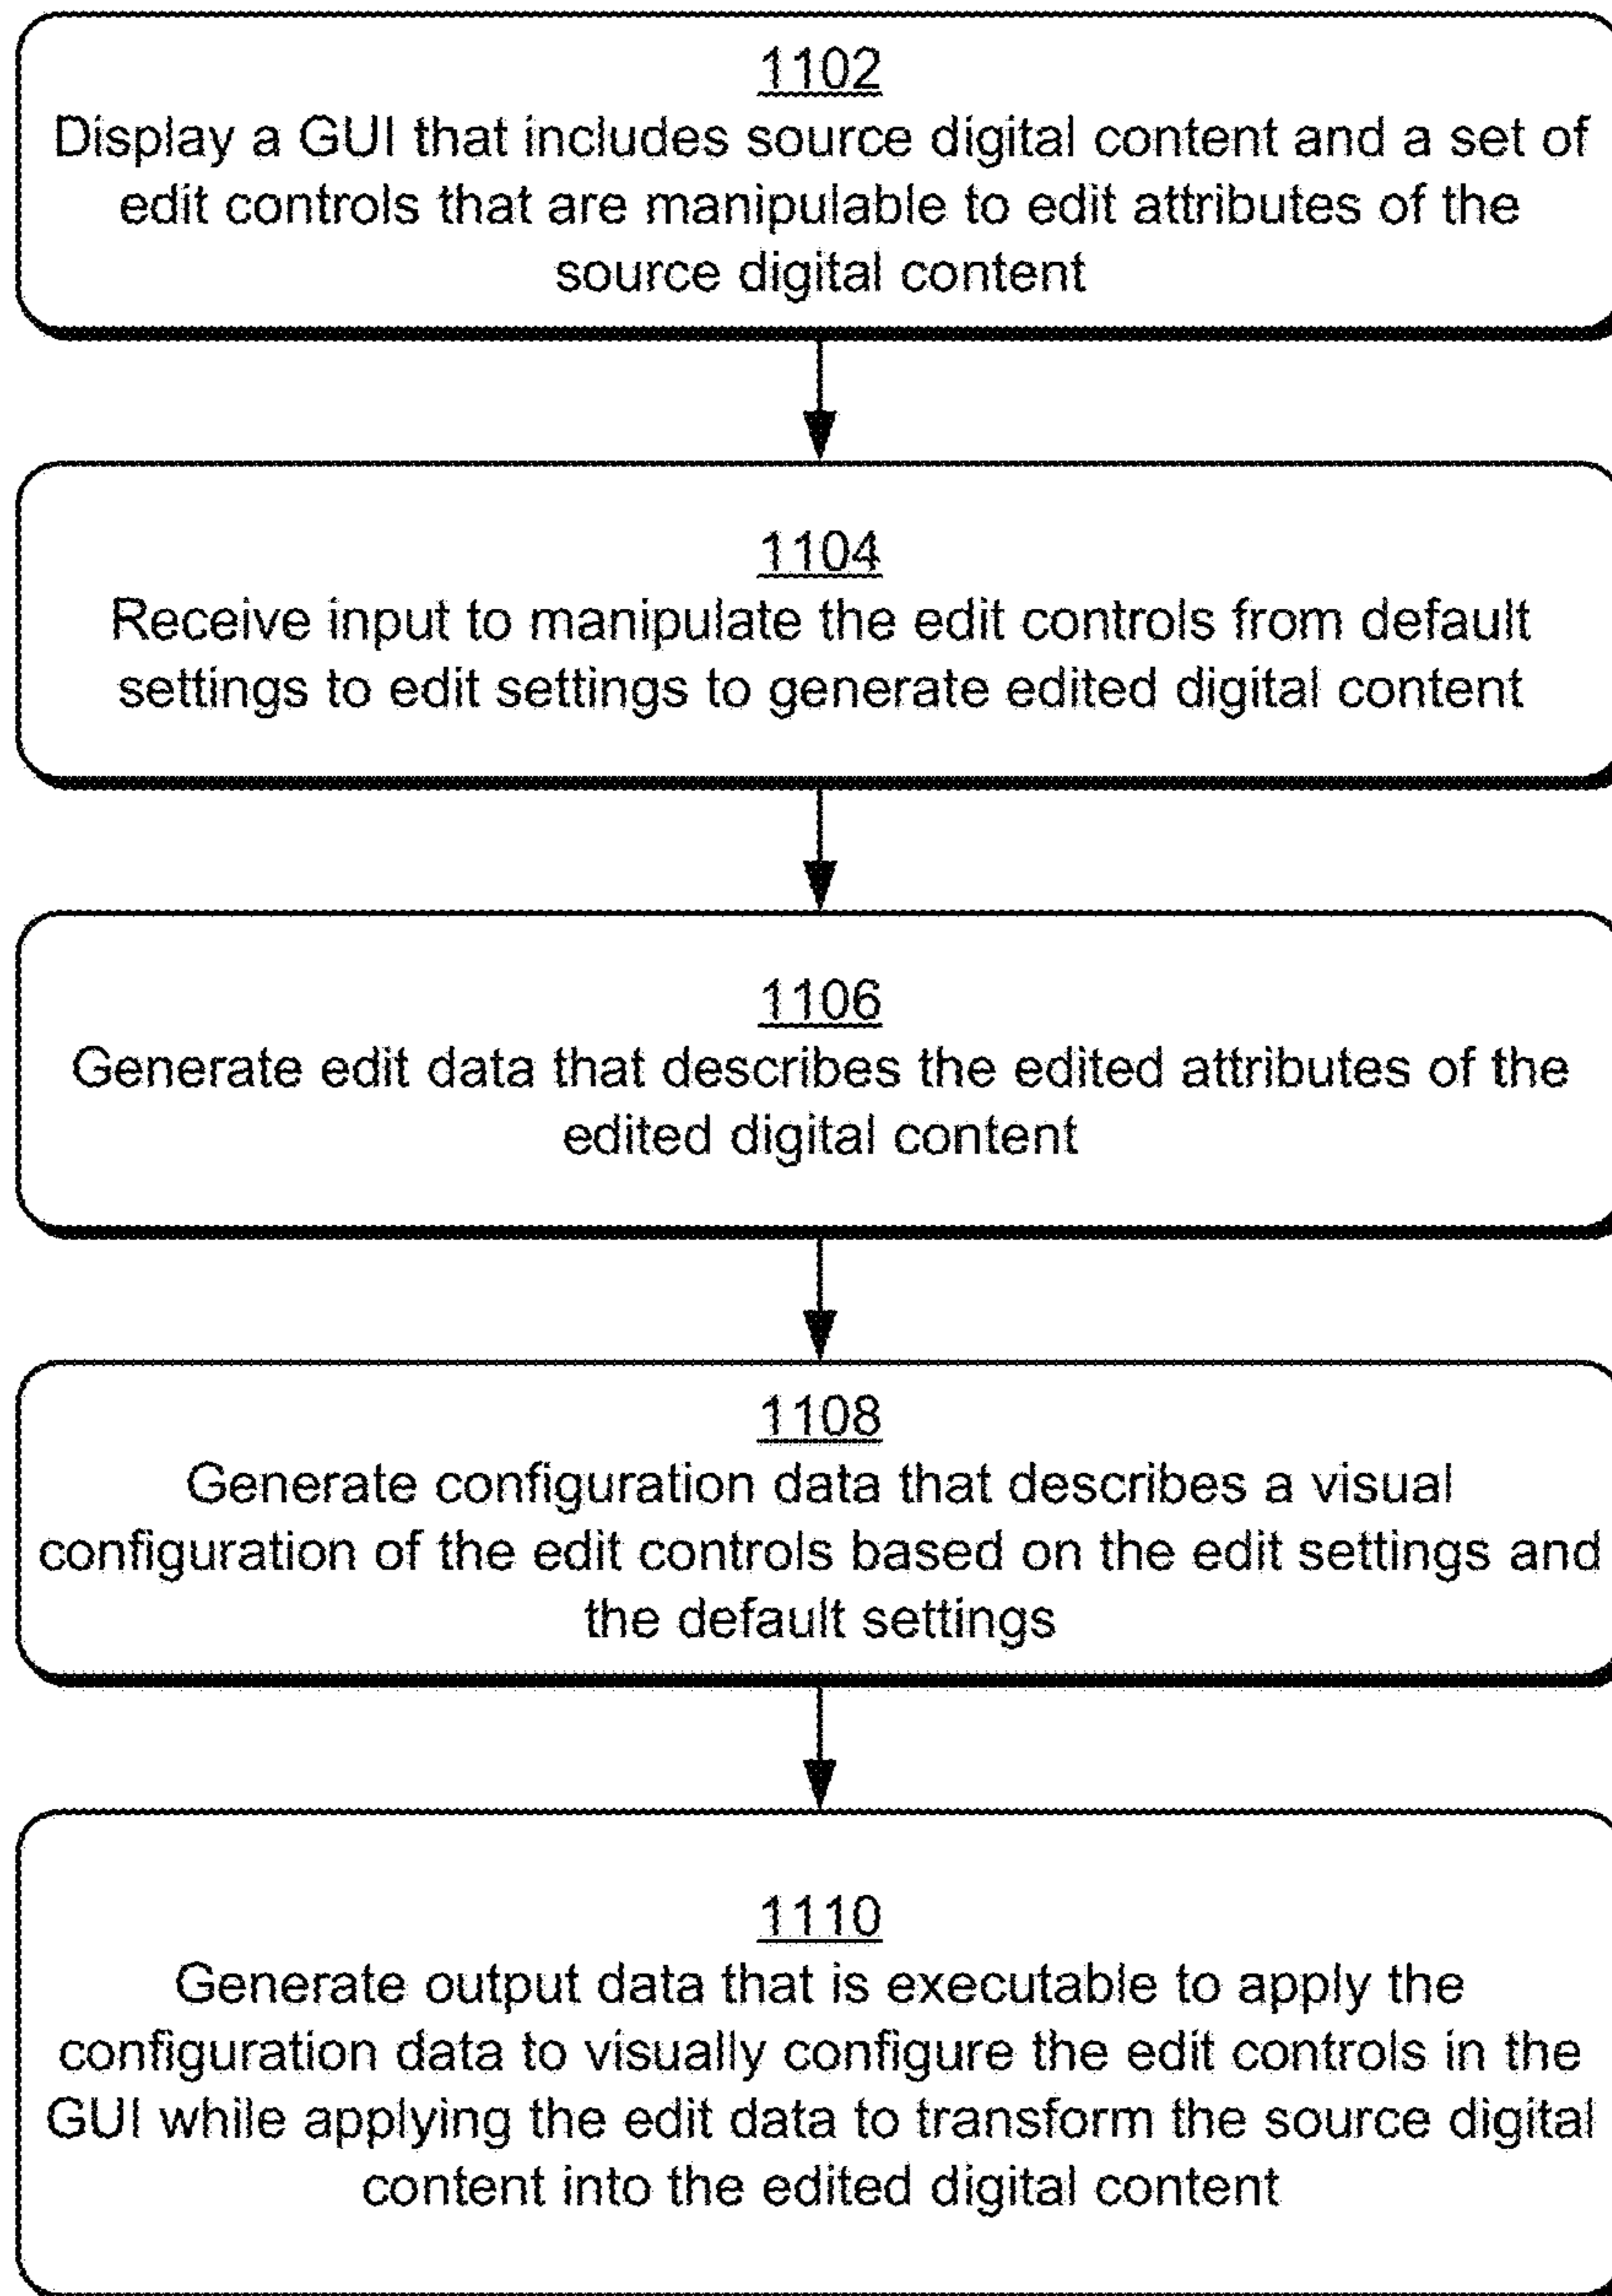 1102
Display a GUI that includes source digital content and a set of
edit controls that are manipulable to edit attributes of the
source digital content
1104
Receive input to manipulate the edit controls from default
settings to edit settings to generate edited digital content
1106
Generate edit data that describes the edited attributes of the
edited digital content
1108
Generate configuration data that describes a visual
configuration of the edit controls based on the edit settings and
the default settings
1110
Generate output data that is executable to apply the
configuration data to visually configure the edit controls in the
GUI while applying the edit data to transform the source digital
content into the edited digital content